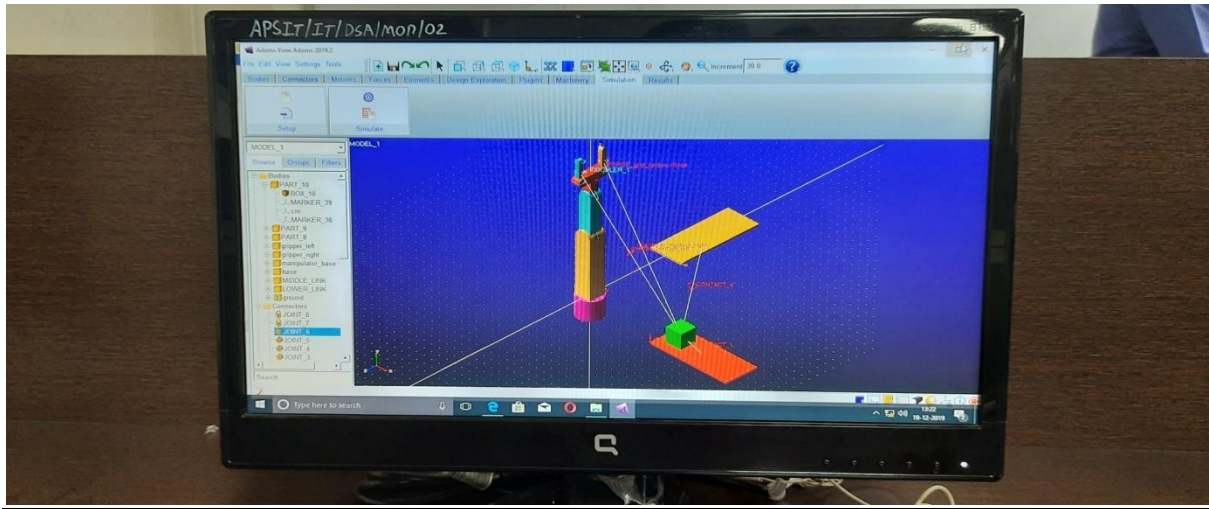 APSIT/IT/DSA/MON/02
Adams View Adams 2019.2
File Edit View Settings Tools
Increment 30.0
Bodies Connectors Motions Forces Elements Design Exploration Plugins Machinery Simulation Results
Setup Simulate
MODEL_1
MODEL_1
Browse Groups Filters
Bodies
PART_10
BOX_10
MARKER_39
cm
MARKER_36
PART_9
PART_8
gripper_left
gripper_right
manipulator_base
base
MIDDLE_LINK
LOWER_LINK
ground
Connectors
JOINT_8
JOINT_7
JOINT_6
JOINT_5
JOINT_4
JOINT_3
Search
Type here to search
13:22
19-12-2019